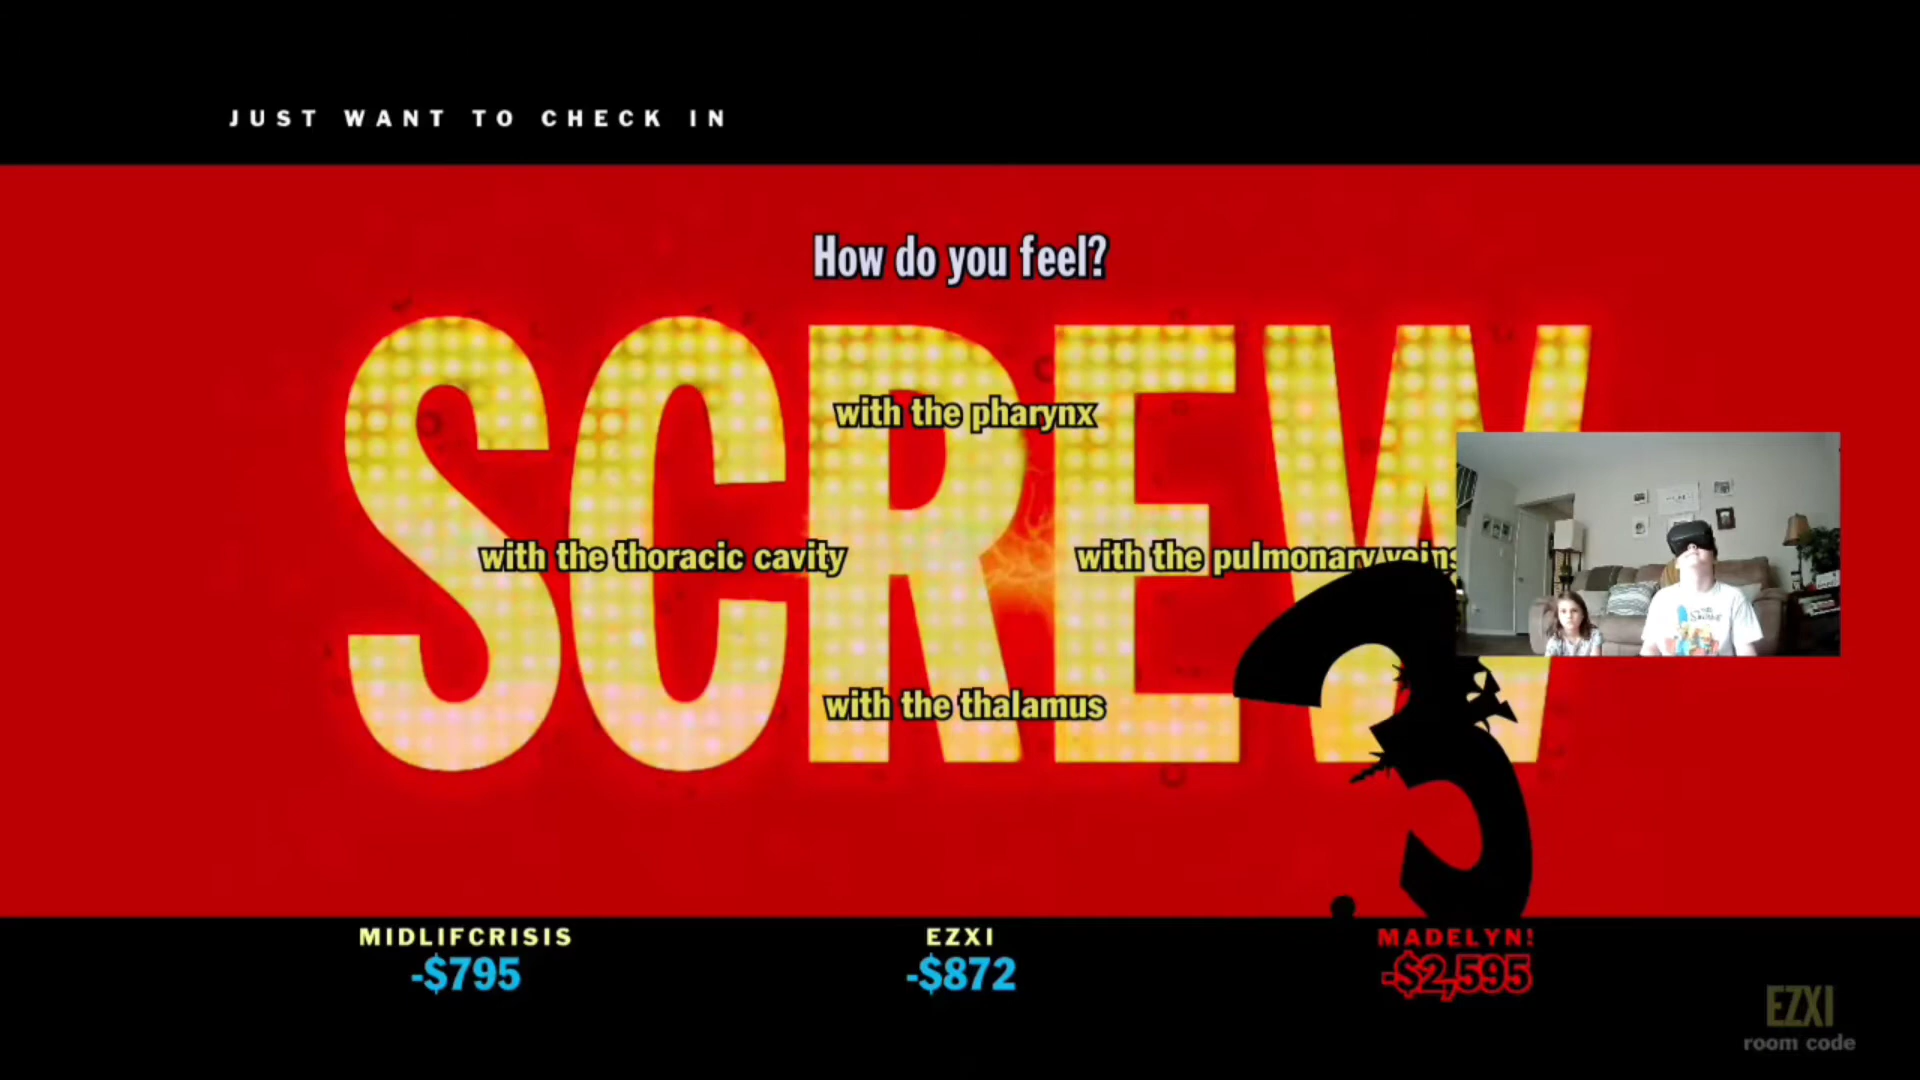 JUST WANT TO CHECK IN
How do you feel?
SCREW
with the pharynx
with the thoracic cavity
with the pulmonary veins
with the thalamus
MIDLIFCRISIS
-$795
EZXI
-$872
MADELYN!
-$2,595
EZXI
room code